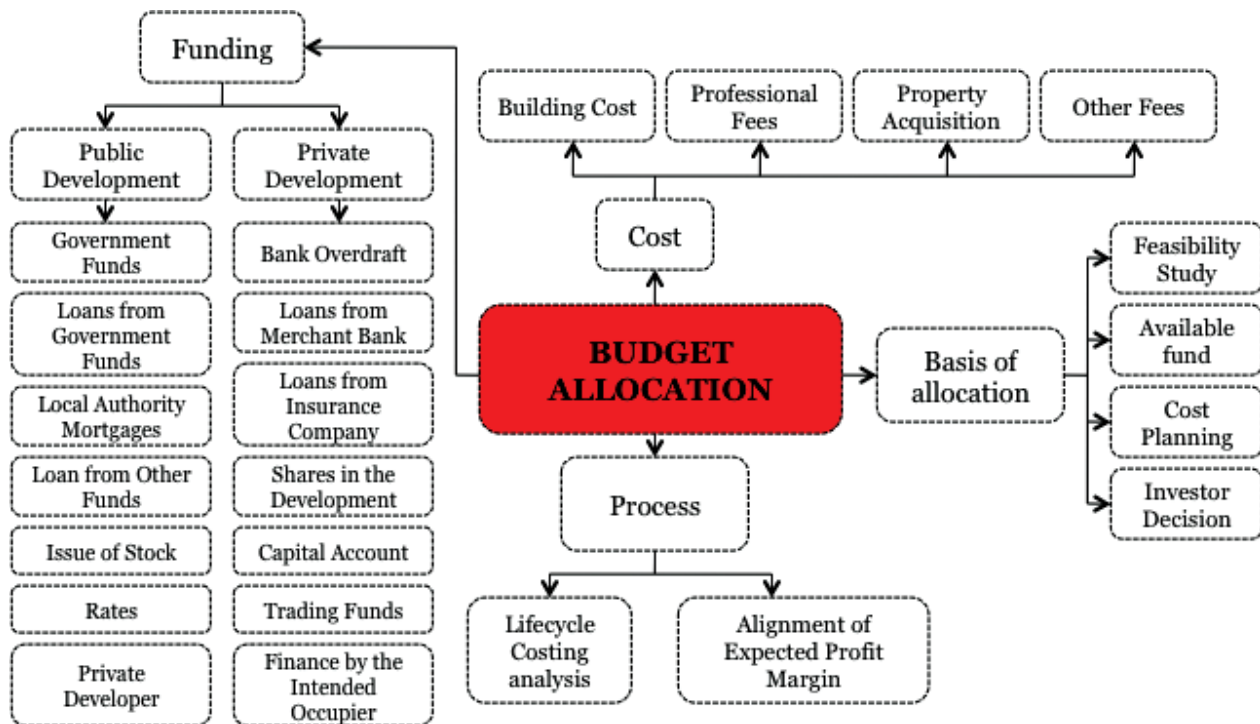 Funding
Public
Development
Government
Funds
Loans from
Government
Funds
Local Authority
Mortgages
Loan from Other
Funds
Issue of Stock
Rates
Private
Developer
Private
Development
Bank Overdraft
Loans from
Merchant Bank
Loans from
Insurance
Company
Shares in the
Development
Capital Account
Trading Funds
Finance by the
Intended
Occupier
Building Cost
Professional
Fees
Property
Acquisition
Other Fees
Cost
BUDGET
ALLOCATION
Basis of
allocation
Feasibility
Study
Available
fund
Cost
Planning
Investor
Decision
Process
Lifecycle
Costing
analysis
Alignment of
Expected Profit
Margin